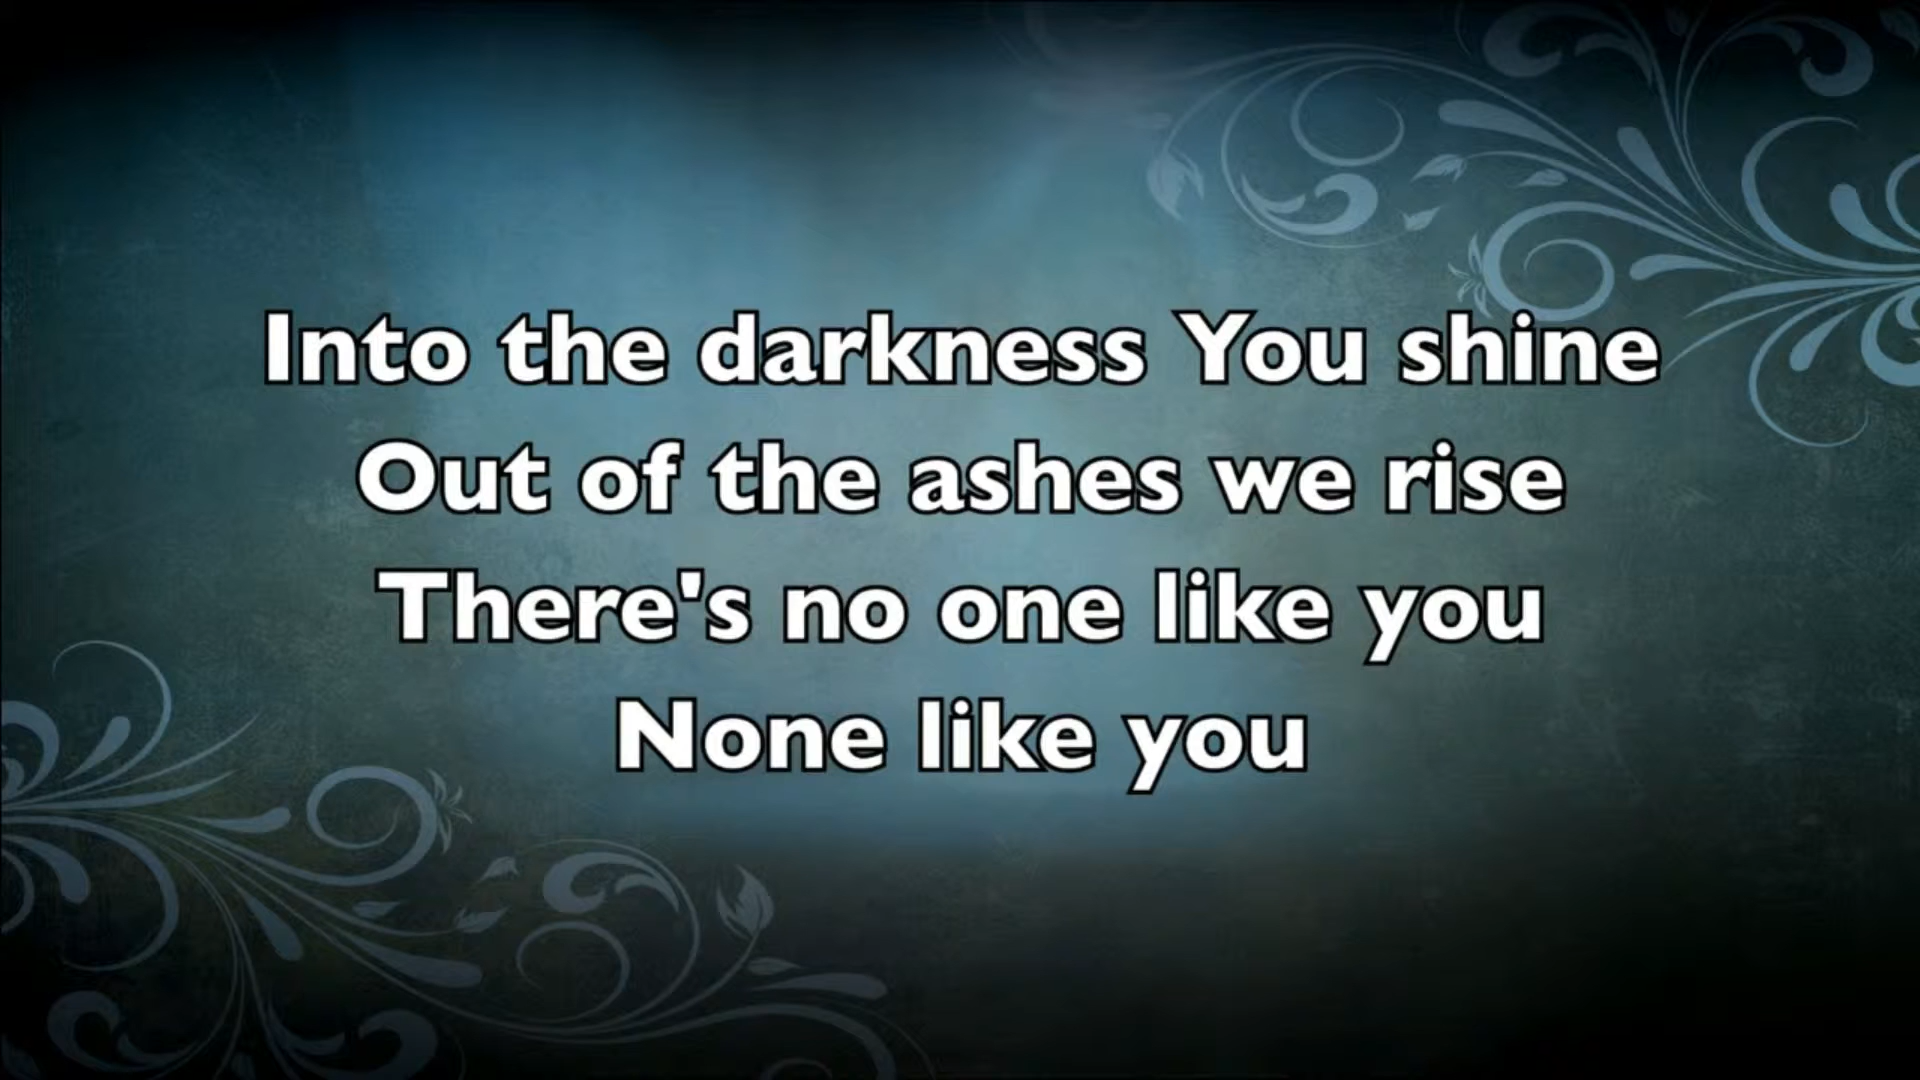 Into the darkness You shine
Out of the ashes we rise
There's no one like you
None like you